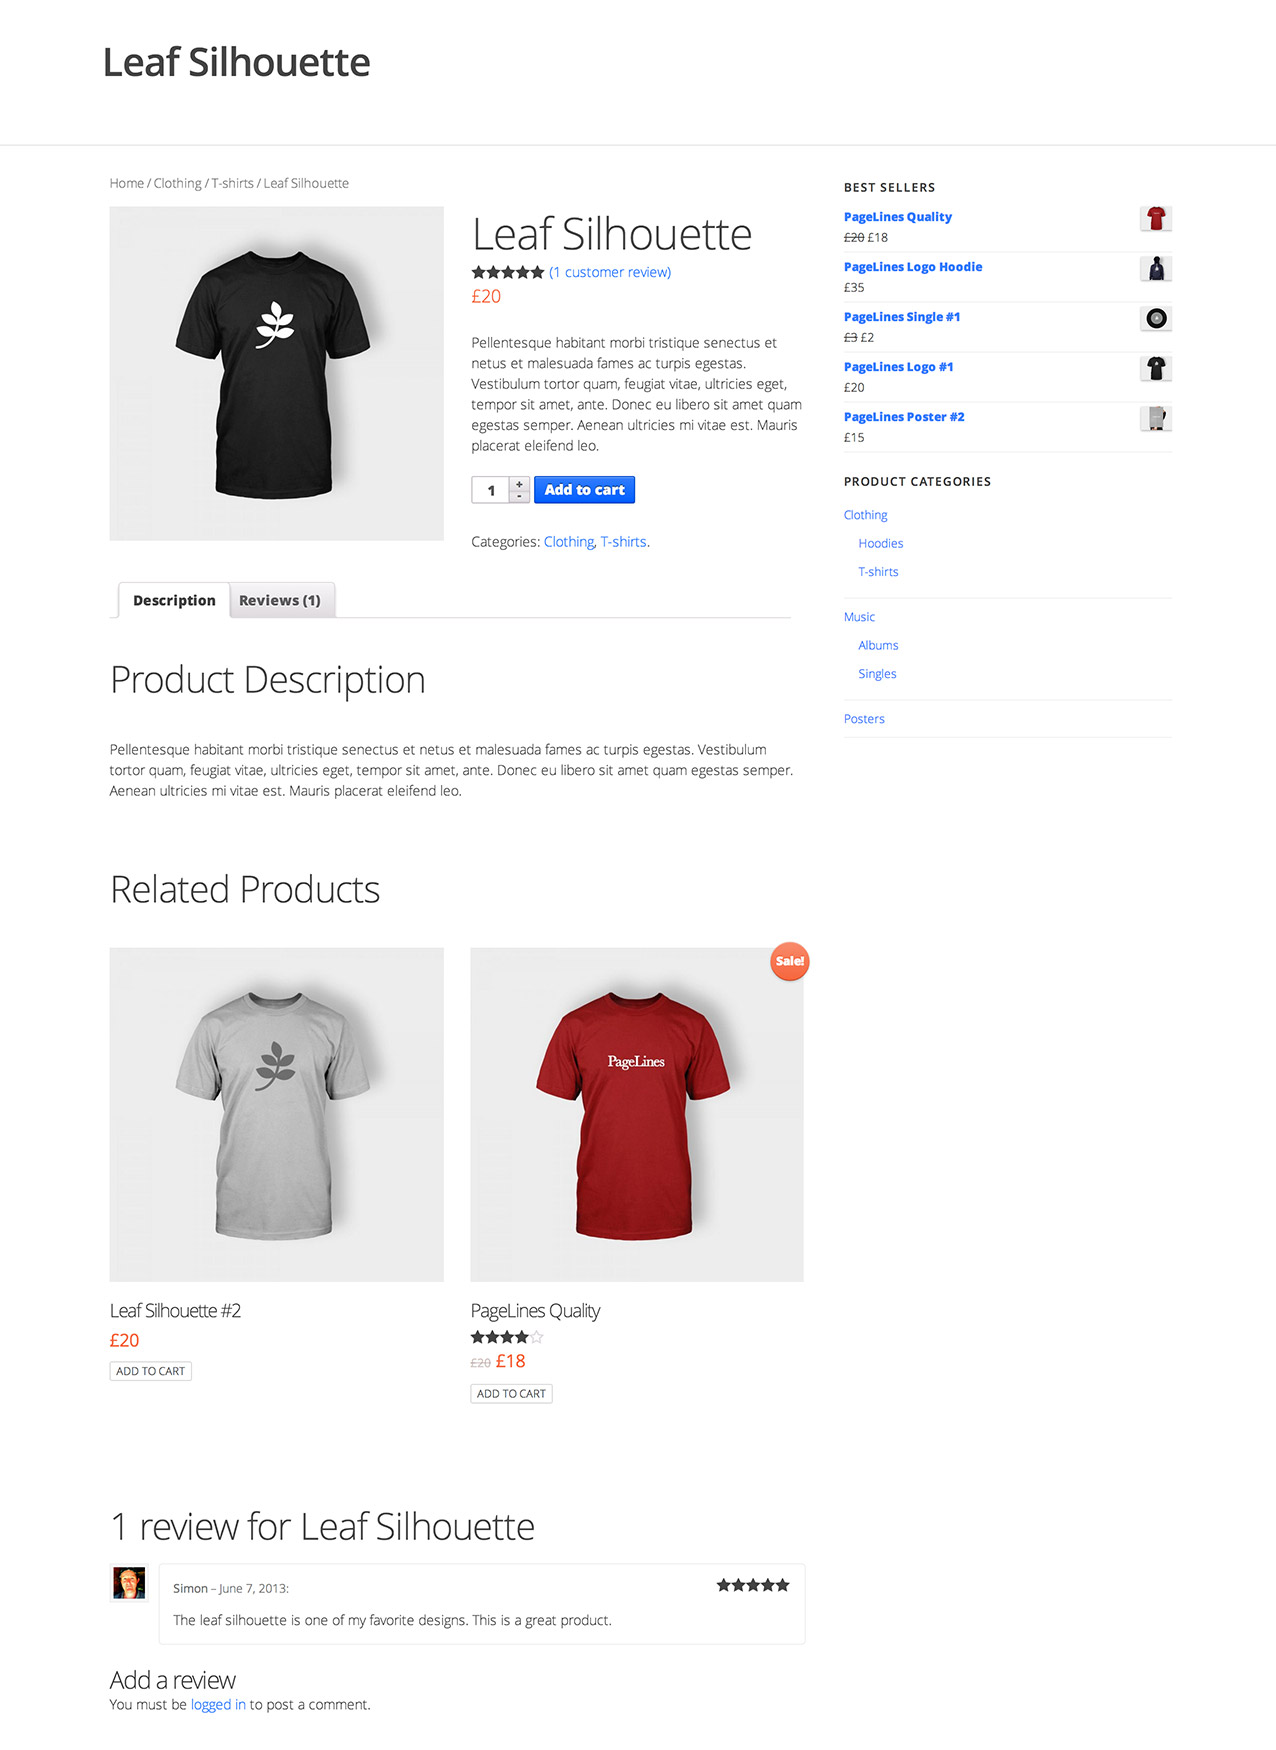 Leaf Silhouette
Home / Clothing / T-shirts / Leaf Silhouette
Leaf Silhouette
(1 customer review)
£20
Pellentesque habitant morbi tristique senectus et
netus et malesuada fames ac turpis egestas.
Vestibulum tortor quam, feugiat vitae, ultricies eget,
tempor sit amet, ante. Donec eu libero sit amet quam
egestas semper. Aenean ultricies mi vitae est. Mauris
placerat eleifend leo.
1 + -
Add to cart
Categories: Clothing, T-shirts.
Description
Reviews (1)
Product Description
Pellentesque habitant morbi tristique senectus et netus et malesuada fames ac turpis egestas. Vestibulum
tortor quam, feugiat vitae, ultricies eget, tempor sit amet, ante. Donec eu libero sit amet quam egestas semper.
Aenean ultricies mi vitae est. Mauris placerat eleifend leo.
Related Products
Leaf Silhouette #2
£20
ADD TO CART
Sale!
PageLines
PageLines Quality
£20 £18
ADD TO CART
1 review for Leaf Silhouette
Simon – June 7, 2013:
The leaf silhouette is one of my favorite designs. This is a great product.
Add a review
You must be logged in to post a comment.
BEST SELLERS
PageLines Quality
£20 £18
PageLines Logo Hoodie
£35
PageLines Single #1
£3 £2
PageLines Logo #1
£20
PageLines Poster #2
£15
PRODUCT CATEGORIES
Clothing
Hoodies
T-shirts
Music
Albums
Singles
Posters